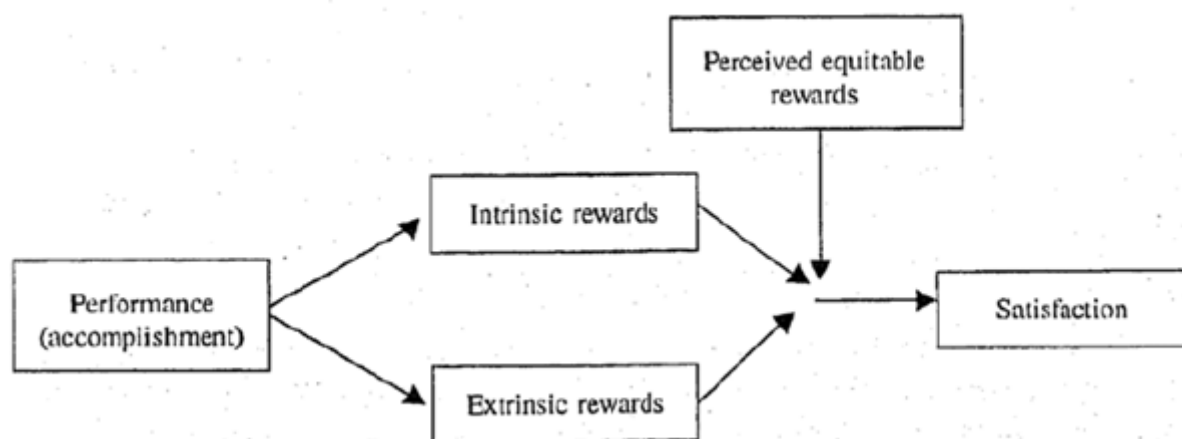 Perceived equitable
rewards
Intrinsic rewards
Performance
(accomplishment)
Satisfaction
Extrinsic rewards